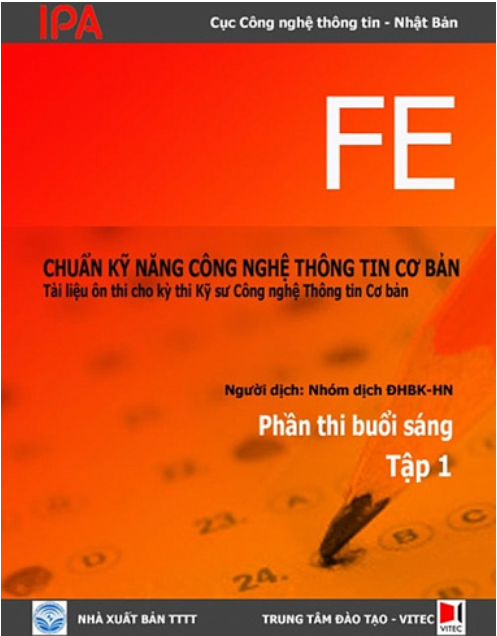 IPA
Cục Công nghệ thông tin - Nhật Bản
FE
CHUẨN KỸ NĂNG CÔNG NGHỆ THÔNG TIN CƠ BẢN
Tài liệu ôn thi cho kỳ thi Kỹ sư Công nghệ Thông tin Cơ bản
Người dịch: Nhóm dịch ĐHBK-HN
Phần thi buổi sáng
Tập 1
22.
23. A
B C
D
24.
NHÀ XUẤT BẢN TTTT
TRUNG TÂM ĐÀO TẠO - VITEC
VITEC